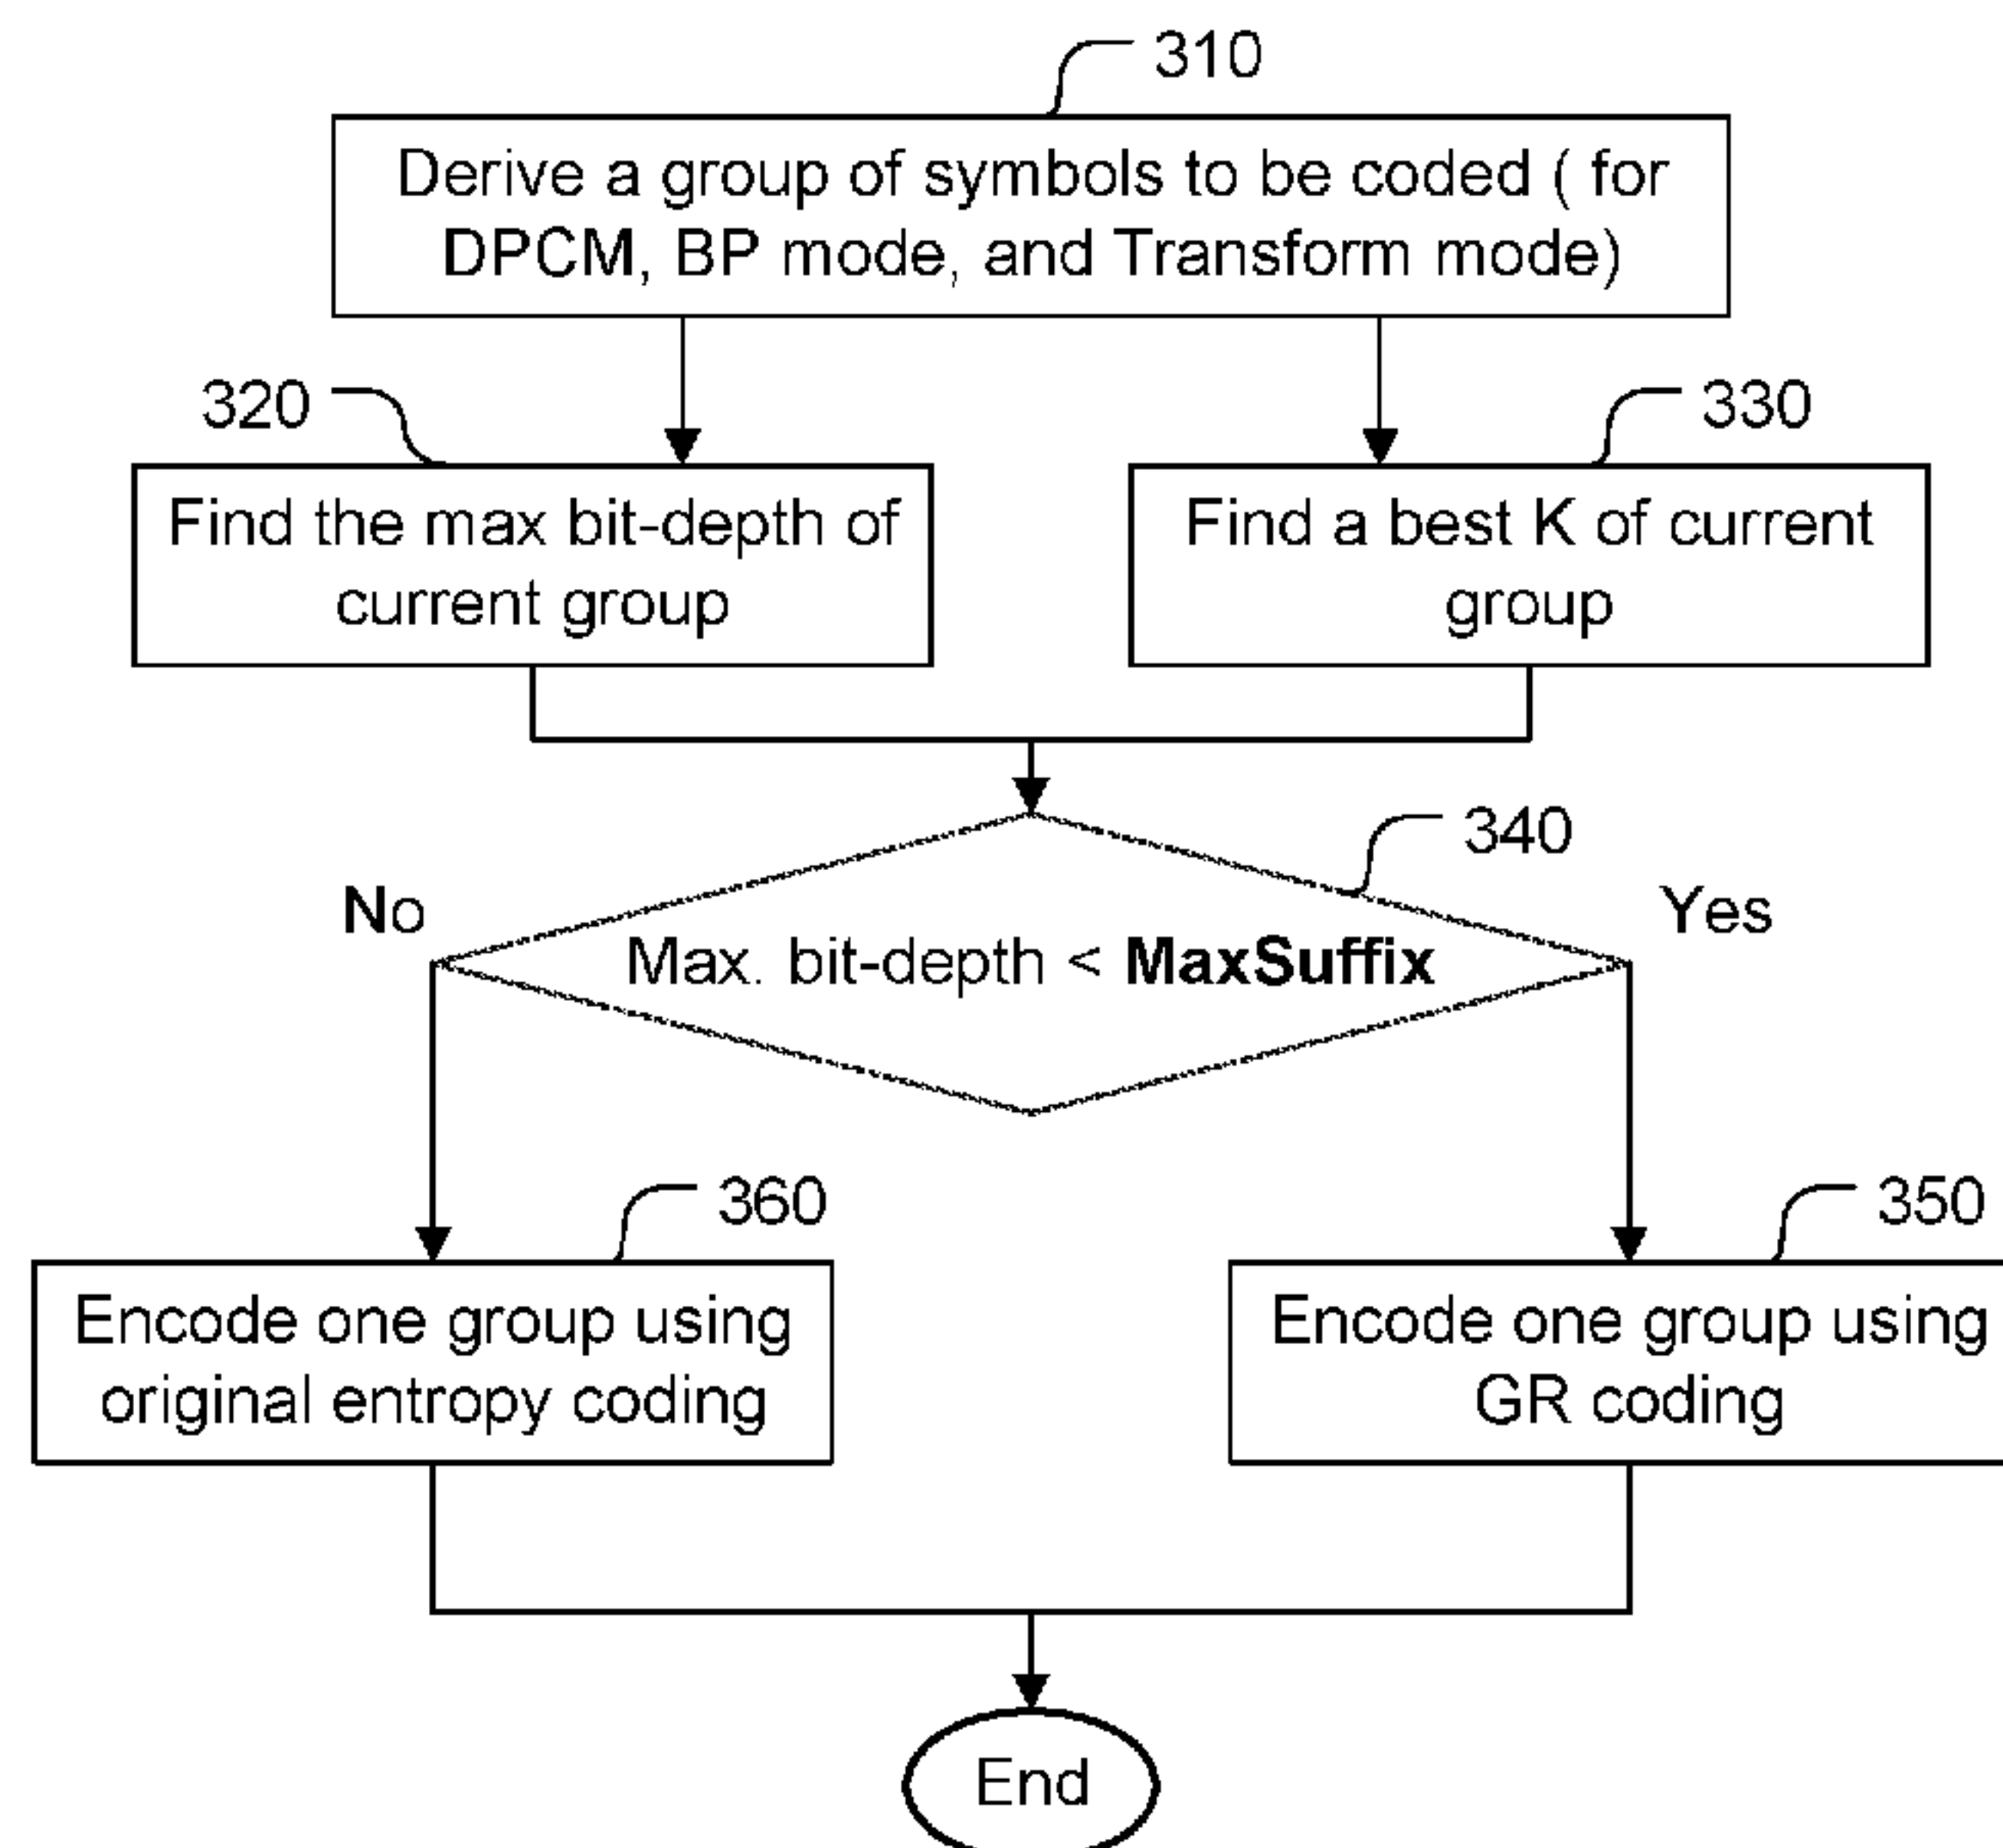 310
Derive a group of symbols to be coded ( for
DPCM, BP mode, and Transform mode)
320
330
Find the max bit-depth of
current group
Find a best K of current
group
340
No
Yes
Max. bit-depth < MaxSuffix
360
350
Encode one group using
original entropy coding
Encode one group using
GR coding
End